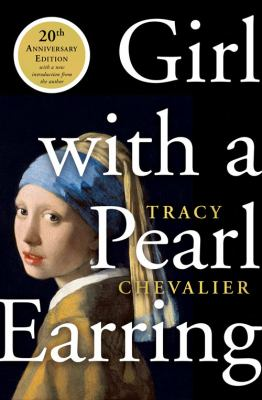 20th
ANNIVERSARY
EDITION
with a new
introduction from
the author
Girl
with a
TRACY
Pearl
CHEVALIER
Earring